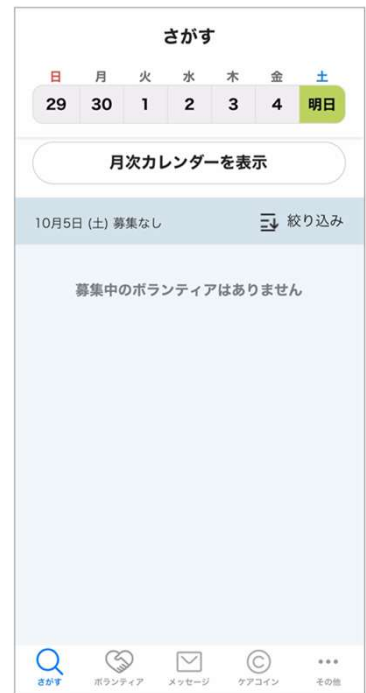 さがす
日 月 火 水 木 金 土
29 30 1 2 3 4 明日
月次カレンダーを表示
10月5日 (土) 募集なし 絞り込み
募集中のボランティアはありません
さがす ボランティア メッセージ ケアコイン その他